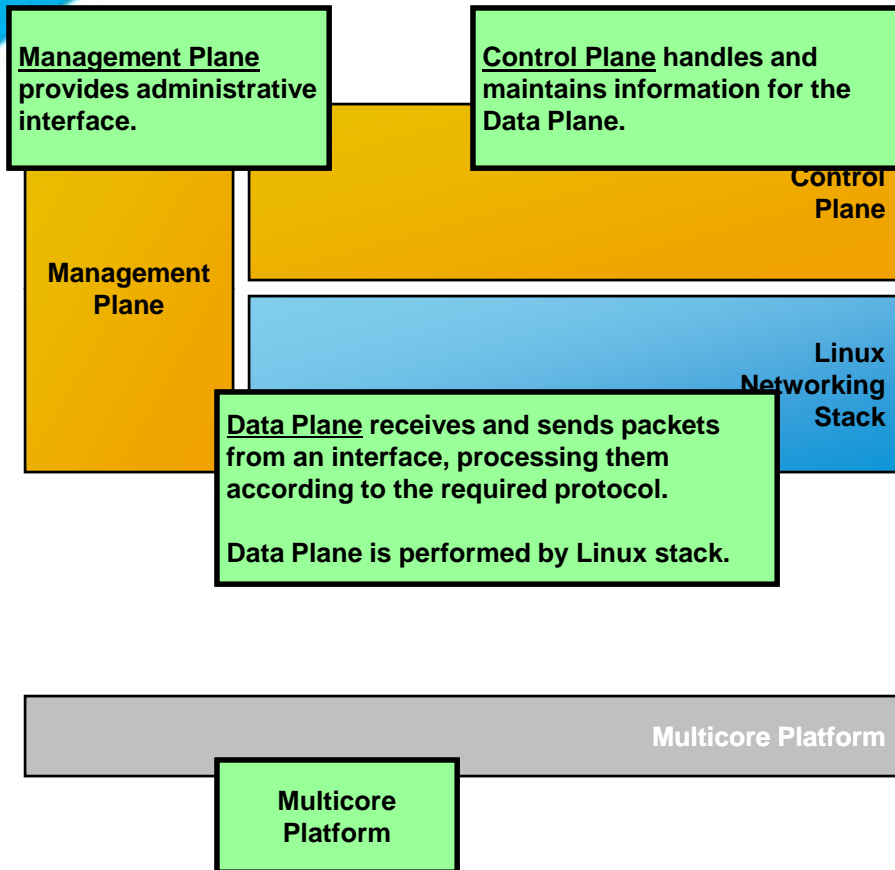 Management Plane
provides administrative
interface.
Control Plane handles and
maintains information for the
Data Plane.
Control
Plane
Management
Plane
Linux
Networking
Stack
Data Plane receives and sends packets
from an interface, processing them
according to the required protocol.
Data Plane is performed by Linux stack.
Multicore Platform
Multicore
Platform